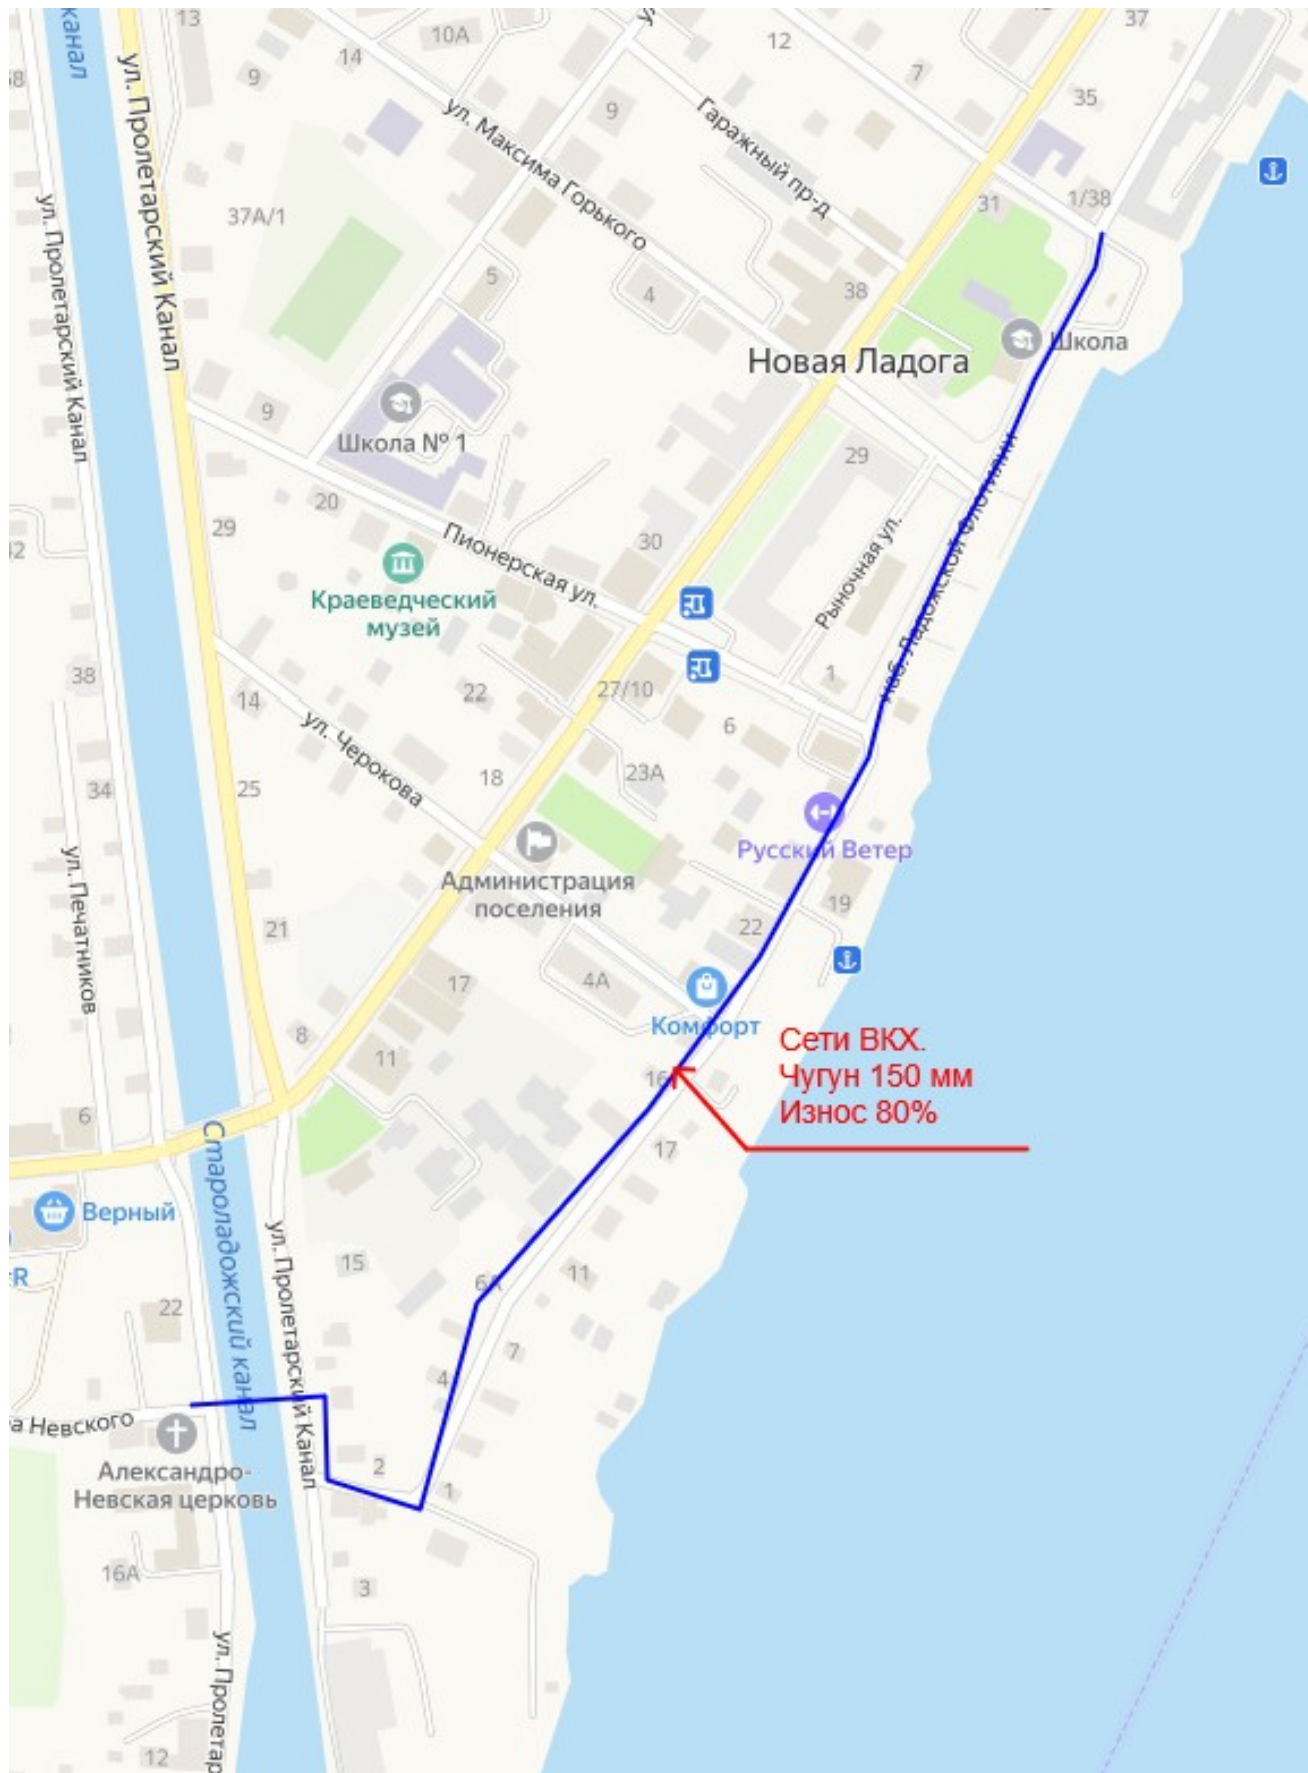 канал
13
10А
14
9
12
37
7
35
ул. Пролетарский Канал
ул. Пролетарский Канал
9
ул. Максима Горького
Гаражный пр-д
37А/1
31
1/38
5
4
38
Школа
Новая Ладога
9
Школа № 1
29
20
29
30
Пионерская ул.
Рыночная ул.
наб. Ладожской Флотилии
Краеведческий
музей
38
14
22
27/10
1
6
ул. Черокова
23А
18
34
25
Русский Ветер
ул. Печатников
Администрация
поселения
19
21
22
17
4А
8
Комфорт
Сети ВКХ.
Чугун 150 мм
Износ 80%
11
16
6
17
Староладожский канал
Верный
ул. Пролетарский Канал
15
6А
11
22
7
4
а Невского
Александро-
Невская церковь
2
1
16А
3
ул. Пролетар
12